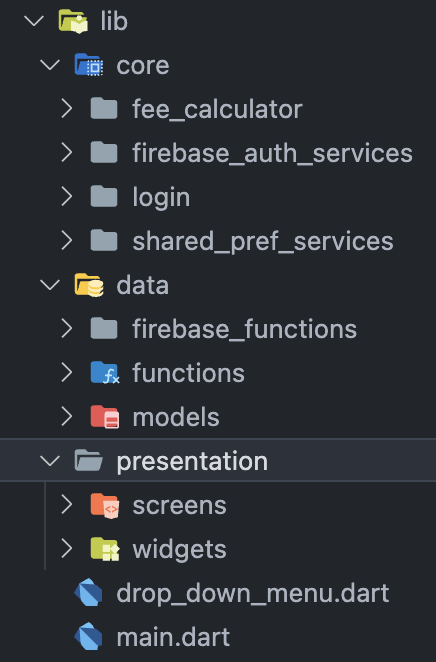 lib
core
fee_calculator
firebase_auth_services
login
shared_pref_services
data
firebase_functions
functions
models
presentation
screens
widgets
drop_down_menu.dart
main.dart